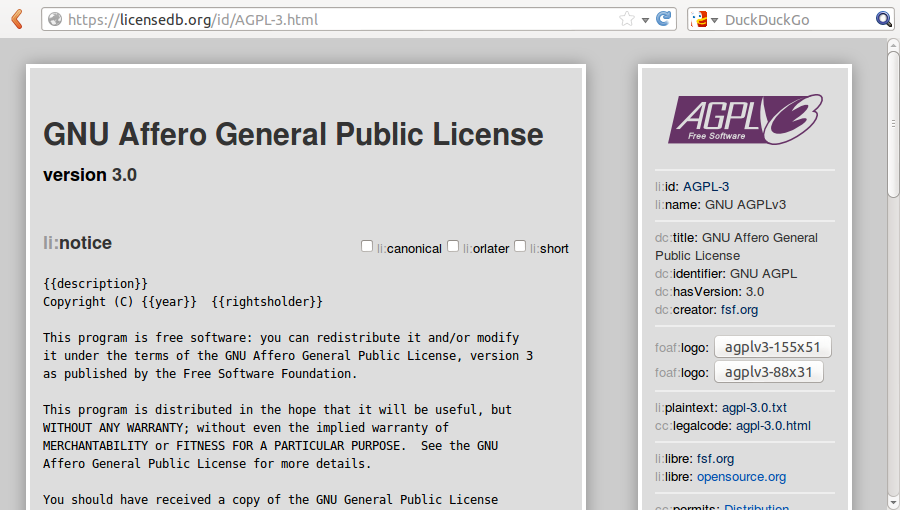 https://licensedb.org/id/AGPL-3.html
DuckDuckGo
GNU Affero General Public License
version 3.0
li:notice
li:canonical li:orlater li:short
{{description}}
Copyright (C) {{year}}  {{rightsholder}}
This program is free software: you can redistribute it and/or modify
it under the terms of the GNU Affero General Public License, version 3
as published by the Free Software Foundation.
This program is distributed in the hope that it will be useful, but
WITHOUT ANY WARRANTY; without even the implied warranty of
MERCHANTABILITY or FITNESS FOR A PARTICULAR PURPOSE.  See the GNU
Affero General Public License for more details.
You should have received a copy of the GNU General Public License
AGPL v3
Free Software
li:id: AGPL-3
li:name: GNU AGPLv3
dc:title: GNU Affero General
Public License
dc:identifier: GNU AGPL
dc:hasVersion: 3.0
dc:creator: fsf.org
foaf:logo: agplv3-155x51
foaf:logo: agplv3-88x31
li:plaintext: agpl-3.0.txt
cc:legalcode: agpl-3.0.html
li:libre: fsf.org
li:libre: opensource.org
cc:permits: Distribution